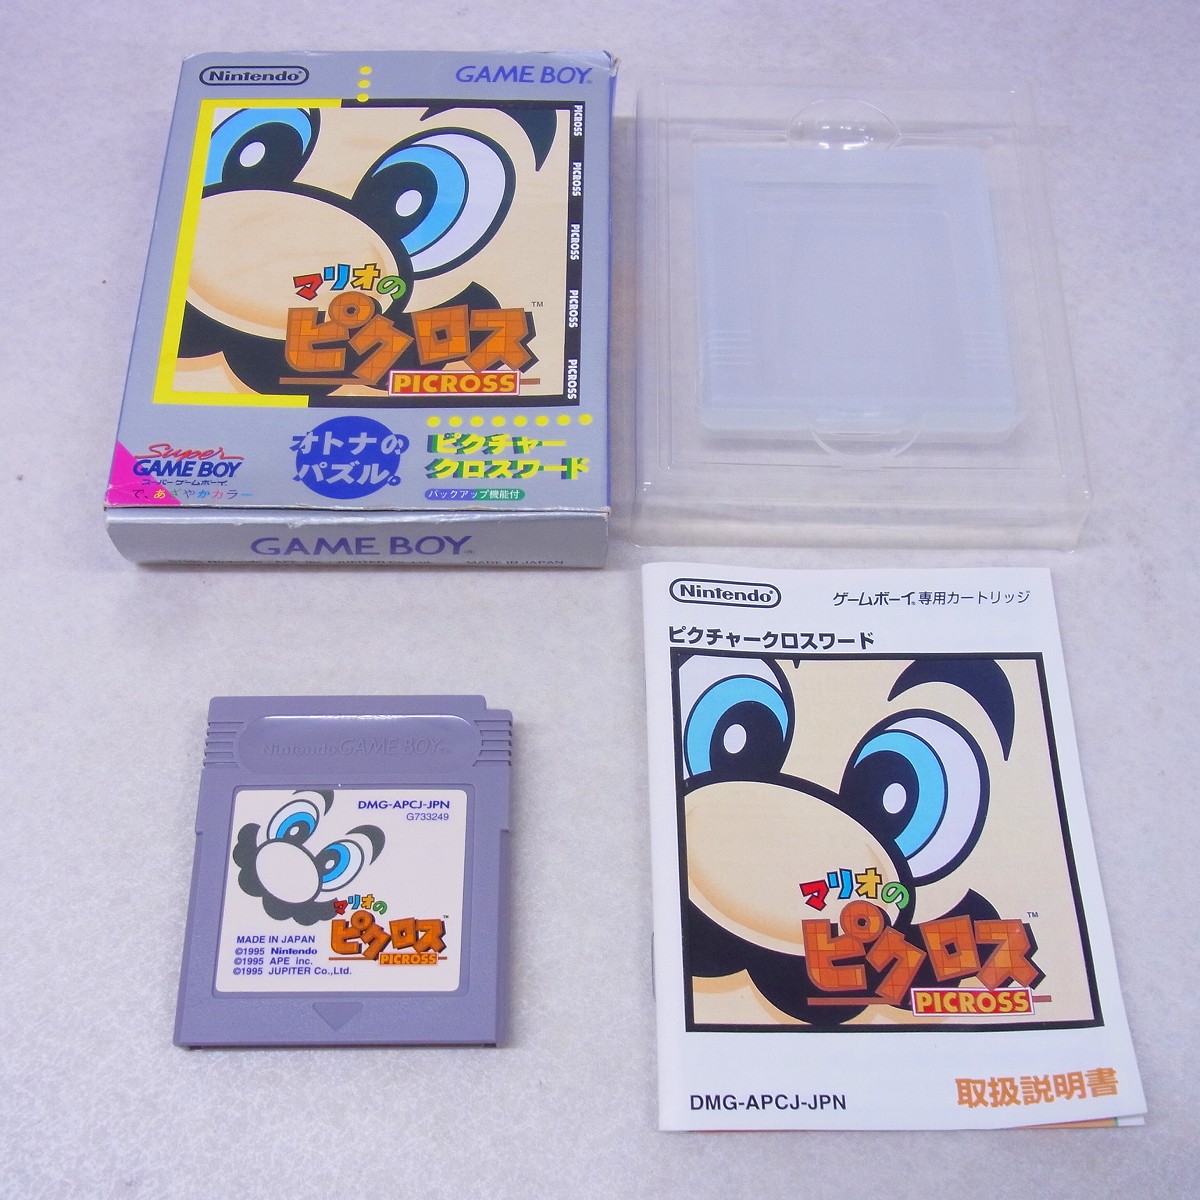 Nintendo®
GAME BOY®
PICROSS
PICROSS
PICROSS
PICROSS
PICROSS
マリオの
ピクロス™
PICROSS
Super
GAME BOY
スーパーゲームボーイ
で、あざやかカラー
オトナの
パズル。
ピクチャー
クロスワード
バックアップ機能付
GAME BOY®
MADE IN JAPAN
Nintendo®
ゲームボーイ®専用カートリッジ
ピクチャークロスワード
マリオの
ピクロス™
PICROSS
DMG-APCJ-JPN
取扱説明書
Nintendo GAME BOY®
DMG-APCJ-JPN
G733249
マリオの
ピクロス™
PICROSS
MADE IN JAPAN
©1995 Nintendo
©1995 APE inc.
©1995 JUPITER Co.,Ltd.